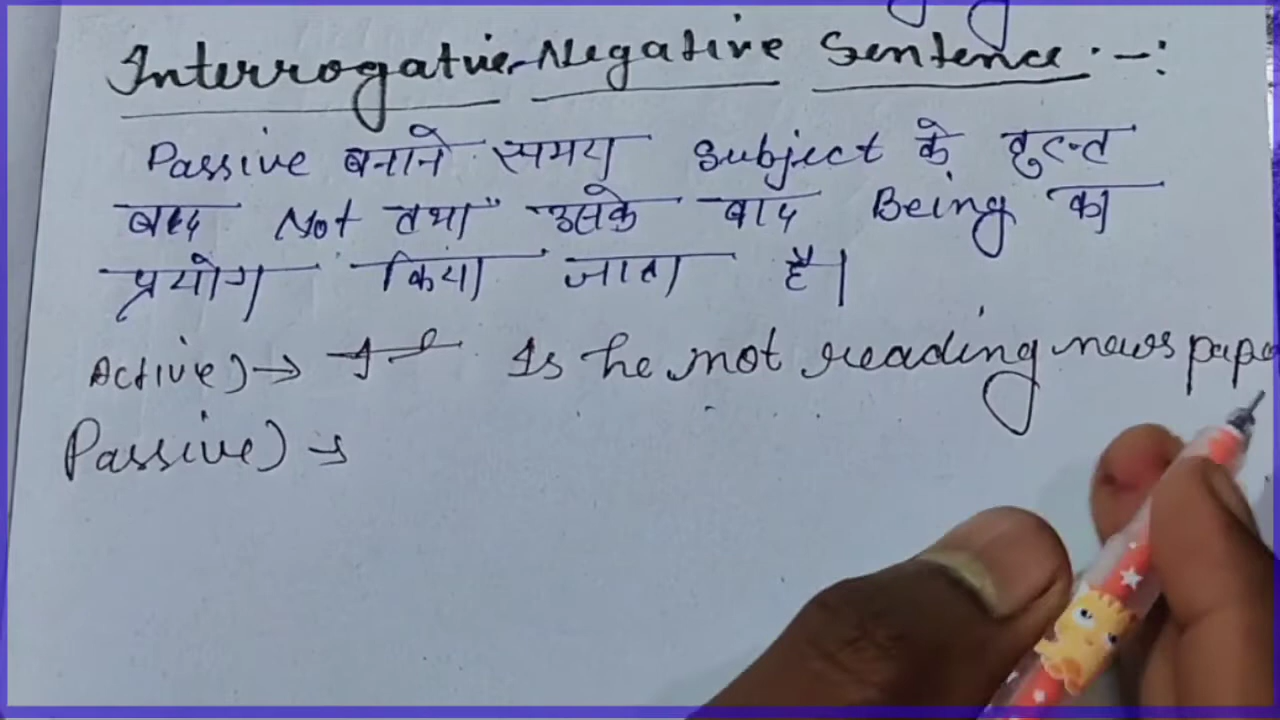 Interrogative-Negative Sentence :-:
Passive बनाने समय Subject के तुरन्त
बाद Not तथा उसके बाद Being का
प्रयोग किया जाता है।
Active) → Is he not reading news pape
Passive) →